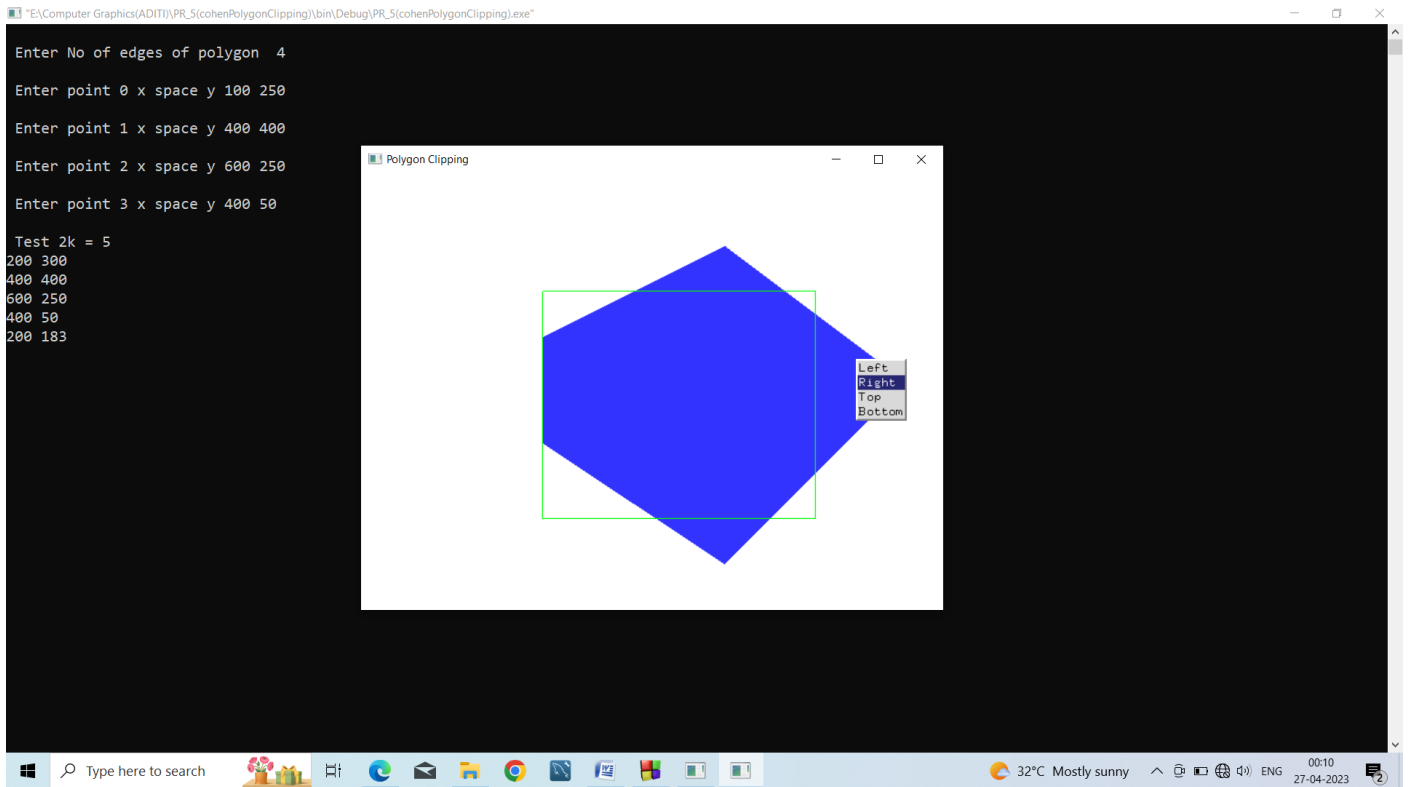 "E:\Computer Graphics(ADITI)\PR_5(cohenPolygonClipping)\bin\Debug\PR_5(cohenPolygonClipping).exe"
Enter No of edges of polygon  4
Enter point 0 x space y 100 250
Enter point 1 x space y 400 400
Enter point 2 x space y 600 250
Enter point 3 x space y 400 50
Test 2k = 5
200 300
400 400
600 250
400 50
200 183
Polygon Clipping
Left
Right
Top
Bottom
Type here to search
32°C Mostly sunny
ENG
00:10
27-04-2023
2